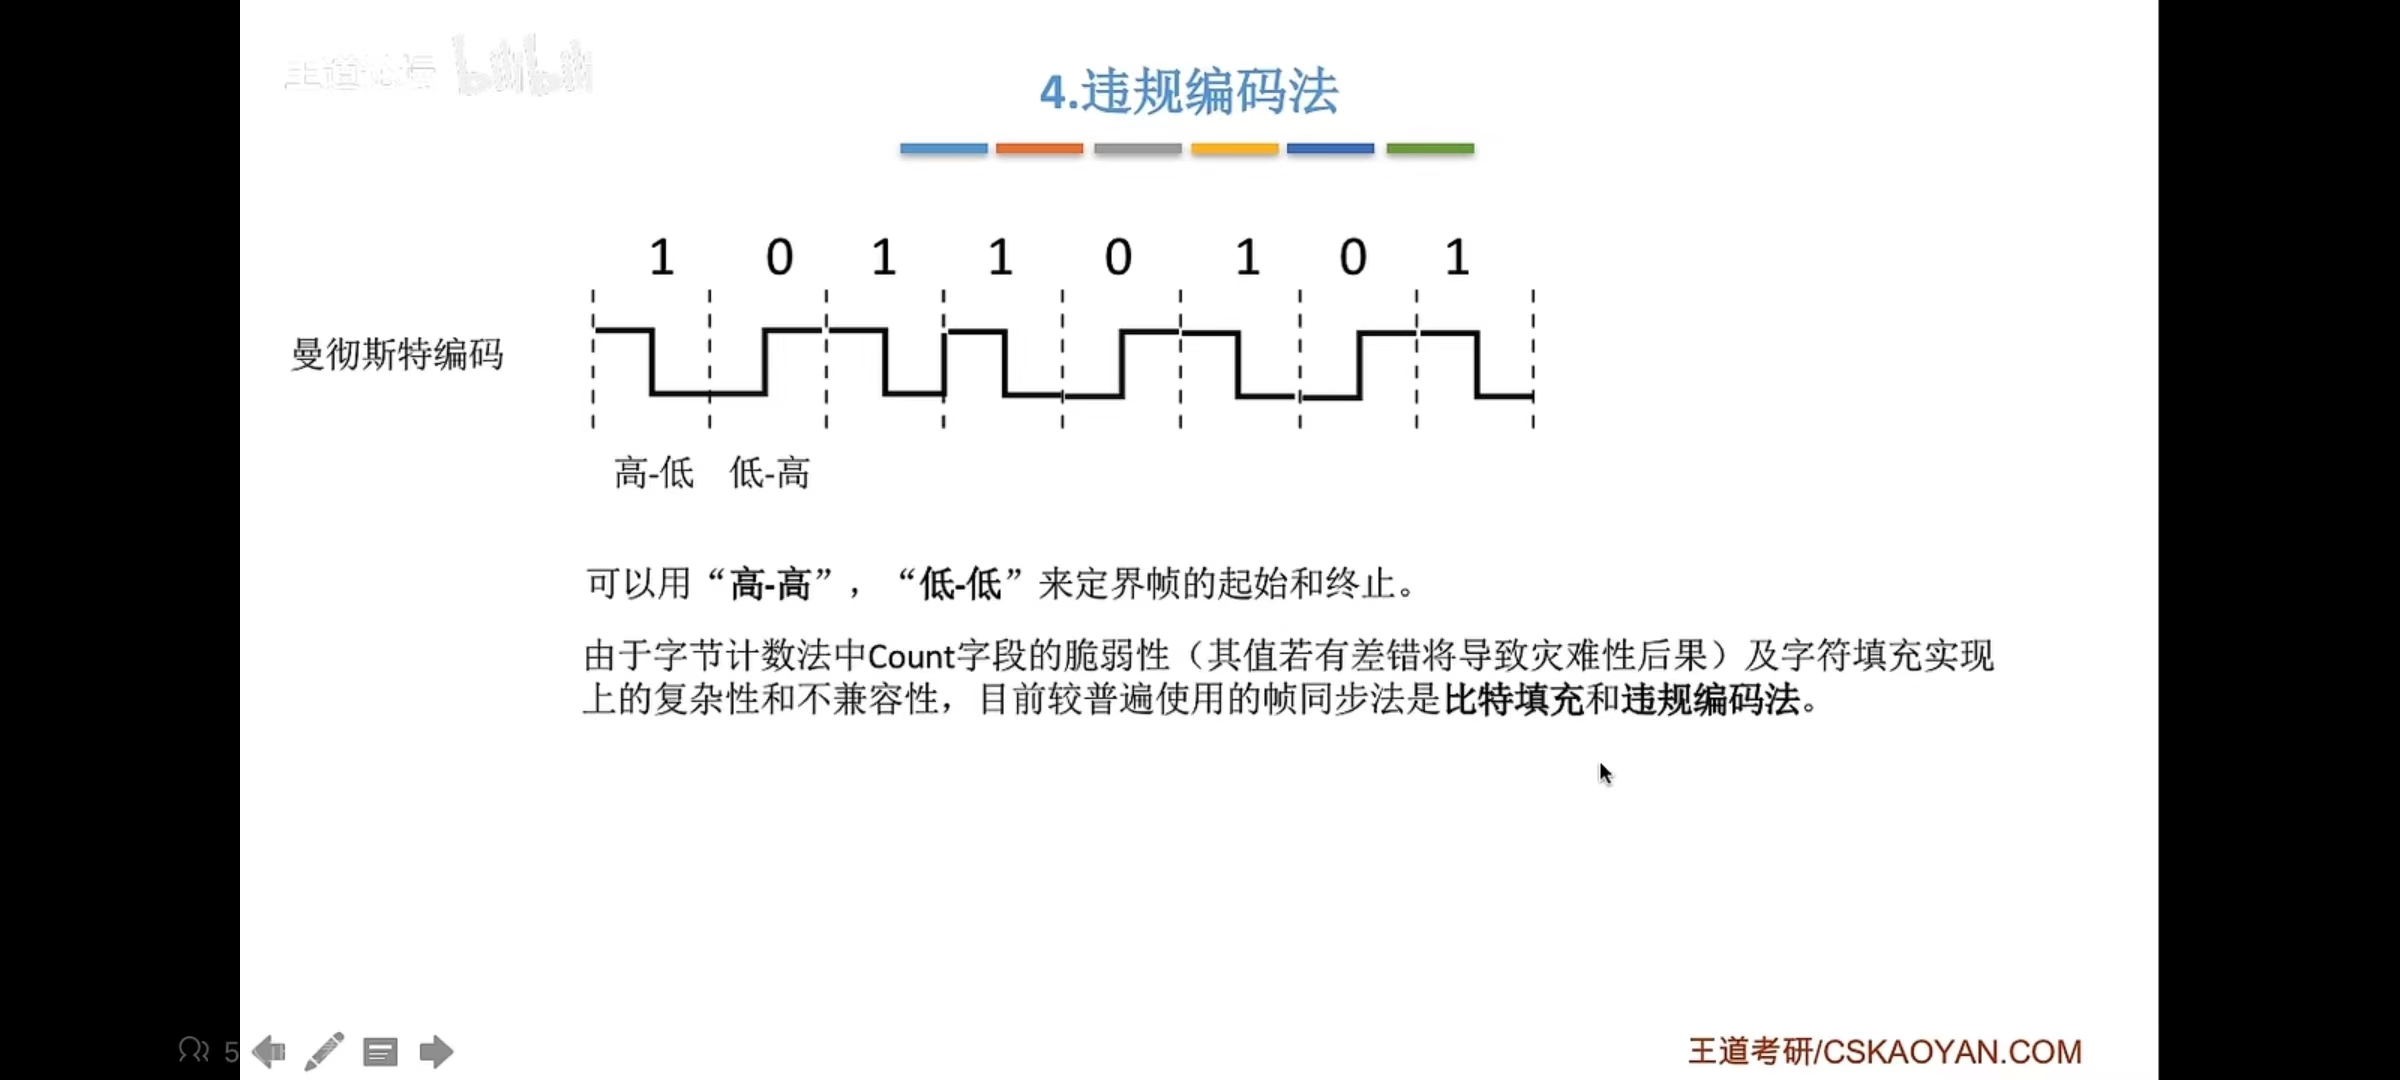 王道论坛 bilibili
4.违规编码法
1 0 1 1 0 1 0 1
曼彻斯特编码
高-低 低-高
可以用“高-高”，“低-低”来定界帧的起始和终止。
由于字节计数法中Count字段的脆弱性（其值若有差错将导致灾难性后果）及字符填充实现
上的复杂性和不兼容性，目前较普遍使用的帧同步法是比特填充和违规编码法。
5
王道考研/CSKAOYAN.COM